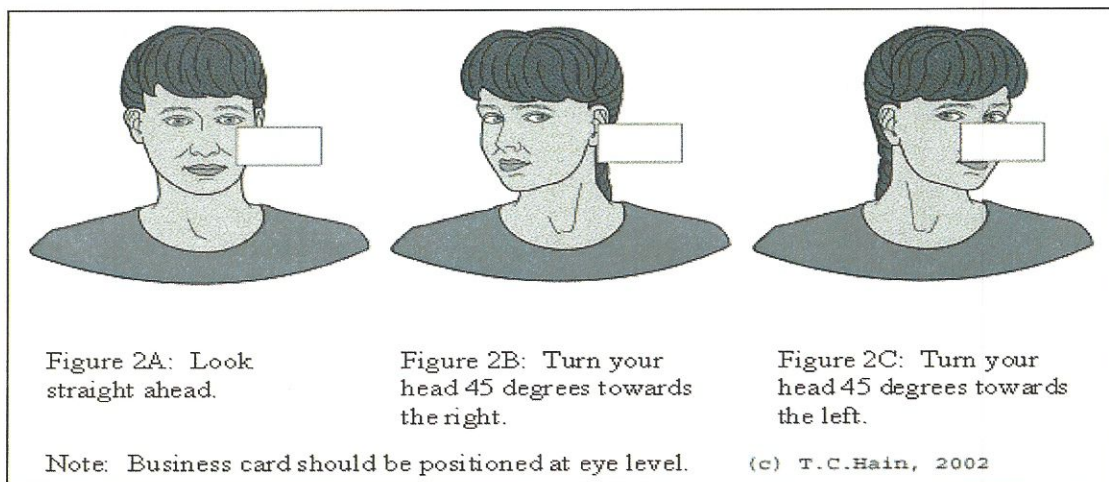 Figure 2A: Look
straight ahead.
Figure 2B: Turn your
head 45 degrees towards
the right.
Figure 2C: Turn your
head 45 degrees towards
the left.
Note: Business card should be positioned at eye level.
(c) T.C.Hain, 2002